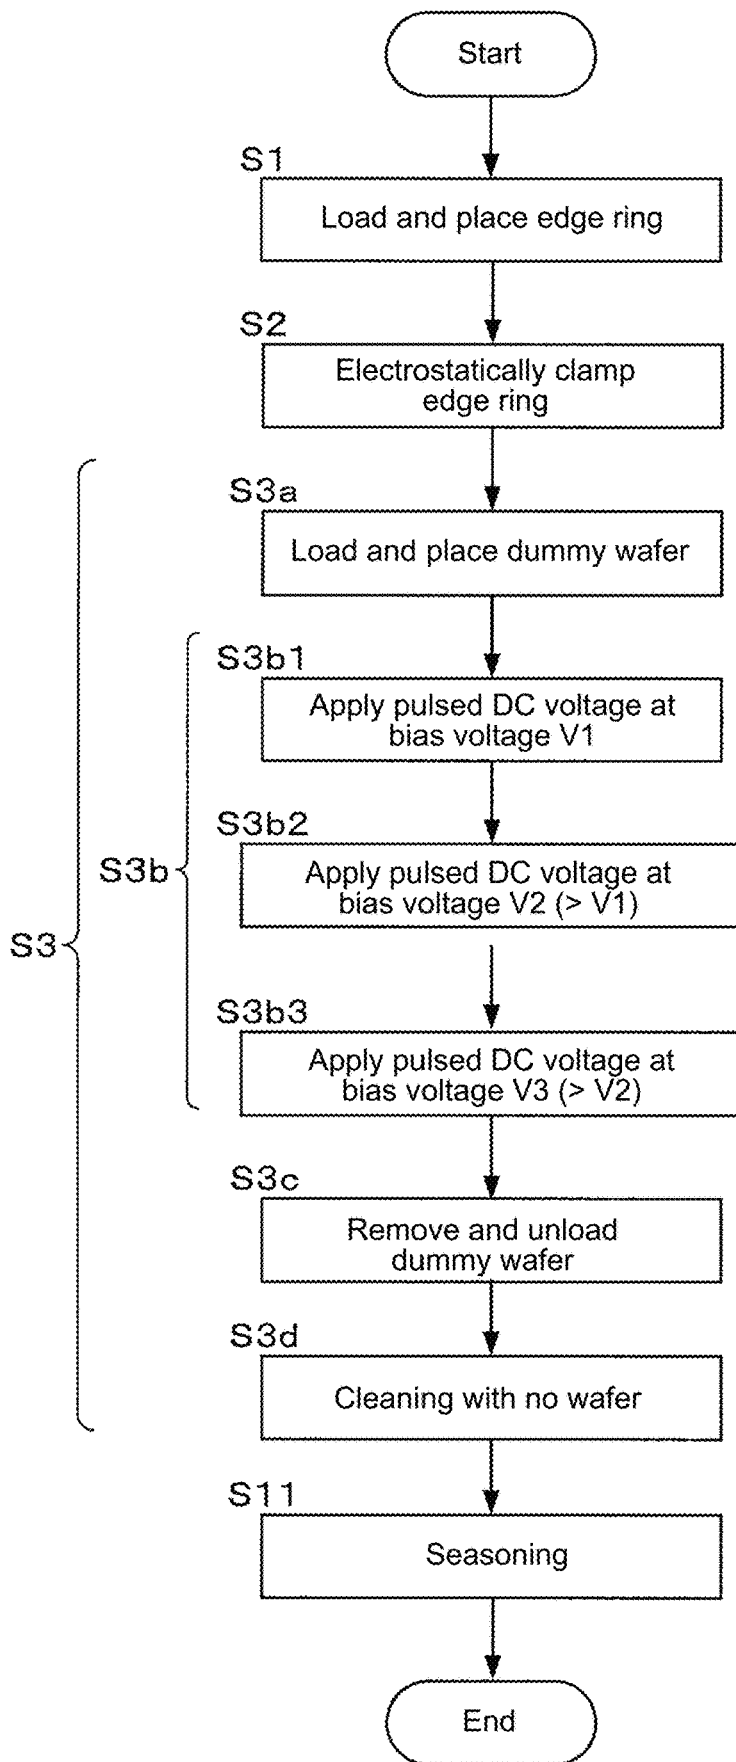 Start
S1
Load and place edge ring
S2
Electrostatically clamp
edge ring
S3a
Load and place dummy wafer
S3b1
Apply pulsed DC voltage at
bias voltage V1
S3b2
Apply pulsed DC voltage at
bias voltage V2 (> V1)
S3b
S3
S3b3
Apply pulsed DC voltage at
bias voltage V3 (> V2)
S3c
Remove and unload
dummy wafer
S3d
Cleaning with no wafer
S11
Seasoning
End